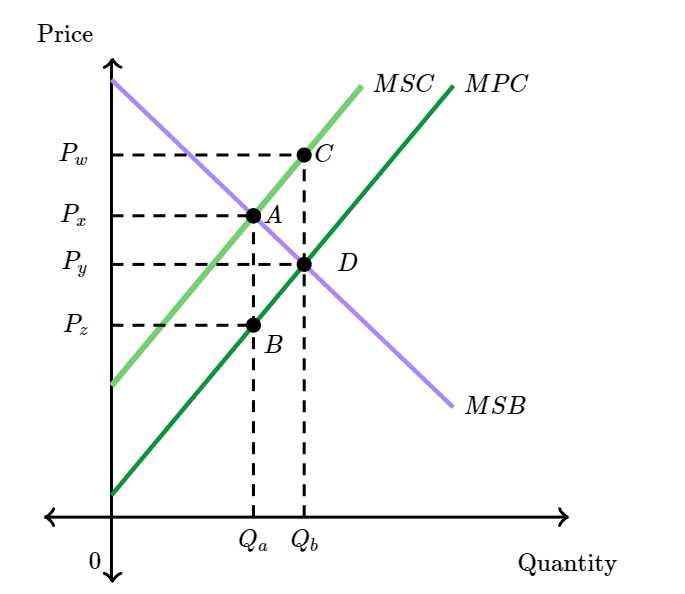 Price
MSC
MPC
P_w
C
P_x
A
P_y
D
P_z
B
MSB
Q_a
Q_b
0
Quantity